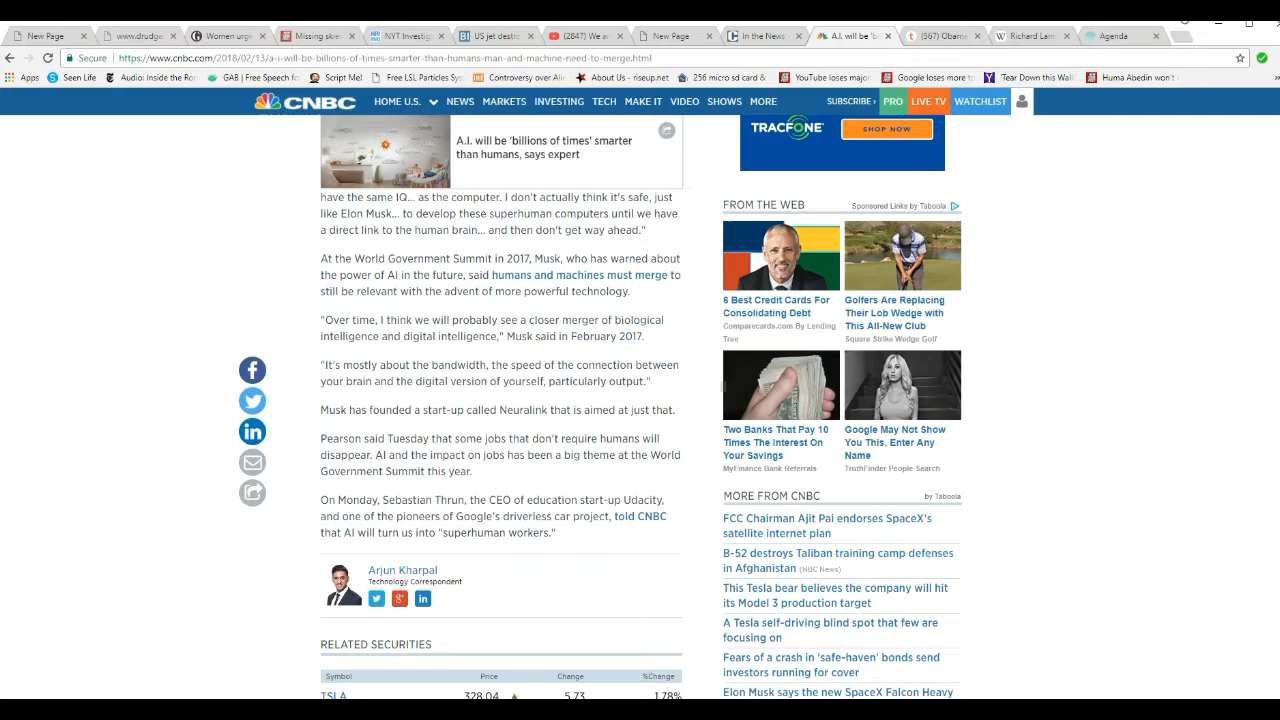 New Page
www.drudge
Women urge
Missing skie
NYT Investiga
US jet destro
(2847) We an
New Page
In the News -
A.I. will be 'b
(567) Obama
Richard Lam
Agenda
Secure
https://www.cnbc.com/2018/02/13/a-i-will-be-billions-of-times-smarter-than-humans-man-and-machine-need-to-merge.html
Apps
Seen Life
Audio: Inside the Ron
GAB | Free Speech fo
Script Me!
Free LSL Particle Sys
Controversy over Ali
About Us - riseup.net
256 micro sd card &
YouTube loses major
Google loses more to
Tear Down this Wall
Huma Abedin won't
CNBC
HOME U.S.
NEWS
MARKETS
INVESTING
TECH
MAKE IT
VIDEO
SHOWS
MORE
SUBSCRIBE ›
PRO
LIVE TV
WATCHLIST
A.I. will be 'billions of times' smarter
than humans, says expert
have the same IQ... as the computer. I don't actually think it's safe, just
like Elon Musk... to develop these superhuman computers until we have
a direct link to the human brain... and then don't get way ahead."
At the World Government Summit in 2017, Musk, who has warned about
the power of AI in the future, said humans and machines must merge to
still be relevant with the advent of more powerful technology.
"Over time, I think we will probably see a closer merger of biological
intelligence and digital intelligence," Musk said in February 2017.
"It's mostly about the bandwidth, the speed of the connection between
your brain and the digital version of yourself, particularly output."
Musk has founded a start-up called Neuralink that is aimed at just that.
Pearson said Tuesday that some jobs that don't require humans will
disappear. AI and the impact on jobs has been a big theme at the World
Government Summit this year.
On Monday, Sebastian Thrun, the CEO of education start-up Udacity,
and one of the pioneers of Google's driverless car project, told CNBC
that AI will turn us into "superhuman workers."
Arjun Kharpal
Technology Correspondent
RELATED SECURITIES
Symbol
Price
Change
%Change
TSLA
328.04
5.73
1.78%
TRACFONE
SHOP NOW
FROM THE WEB
Sponsored Links by Taboola
6 Best Credit Cards For
Consolidating Debt
Comparecards.com By Lending
Tree
Golfers Are Replacing
Their Lob Wedge with
This All-New Club
Square Strike Wedge Golf
Two Banks That Pay 10
Times The Interest On
Your Savings
MyFinance Bank Referrals
Google May Not Show
You This, Enter Any
Name
TruthFinder People Search
MORE FROM CNBC
by Taboola
FCC Chairman Ajit Pai endorses SpaceX's
satellite internet plan
B-52 destroys Taliban training camp defenses
in Afghanistan (NBC News)
This Tesla bear believes the company will hit
its Model 3 production target
A Tesla self-driving blind spot that few are
focusing on
Fears of a crash in 'safe-haven' bonds send
investors running for cover
Elon Musk says the new SpaceX Falcon Heavy